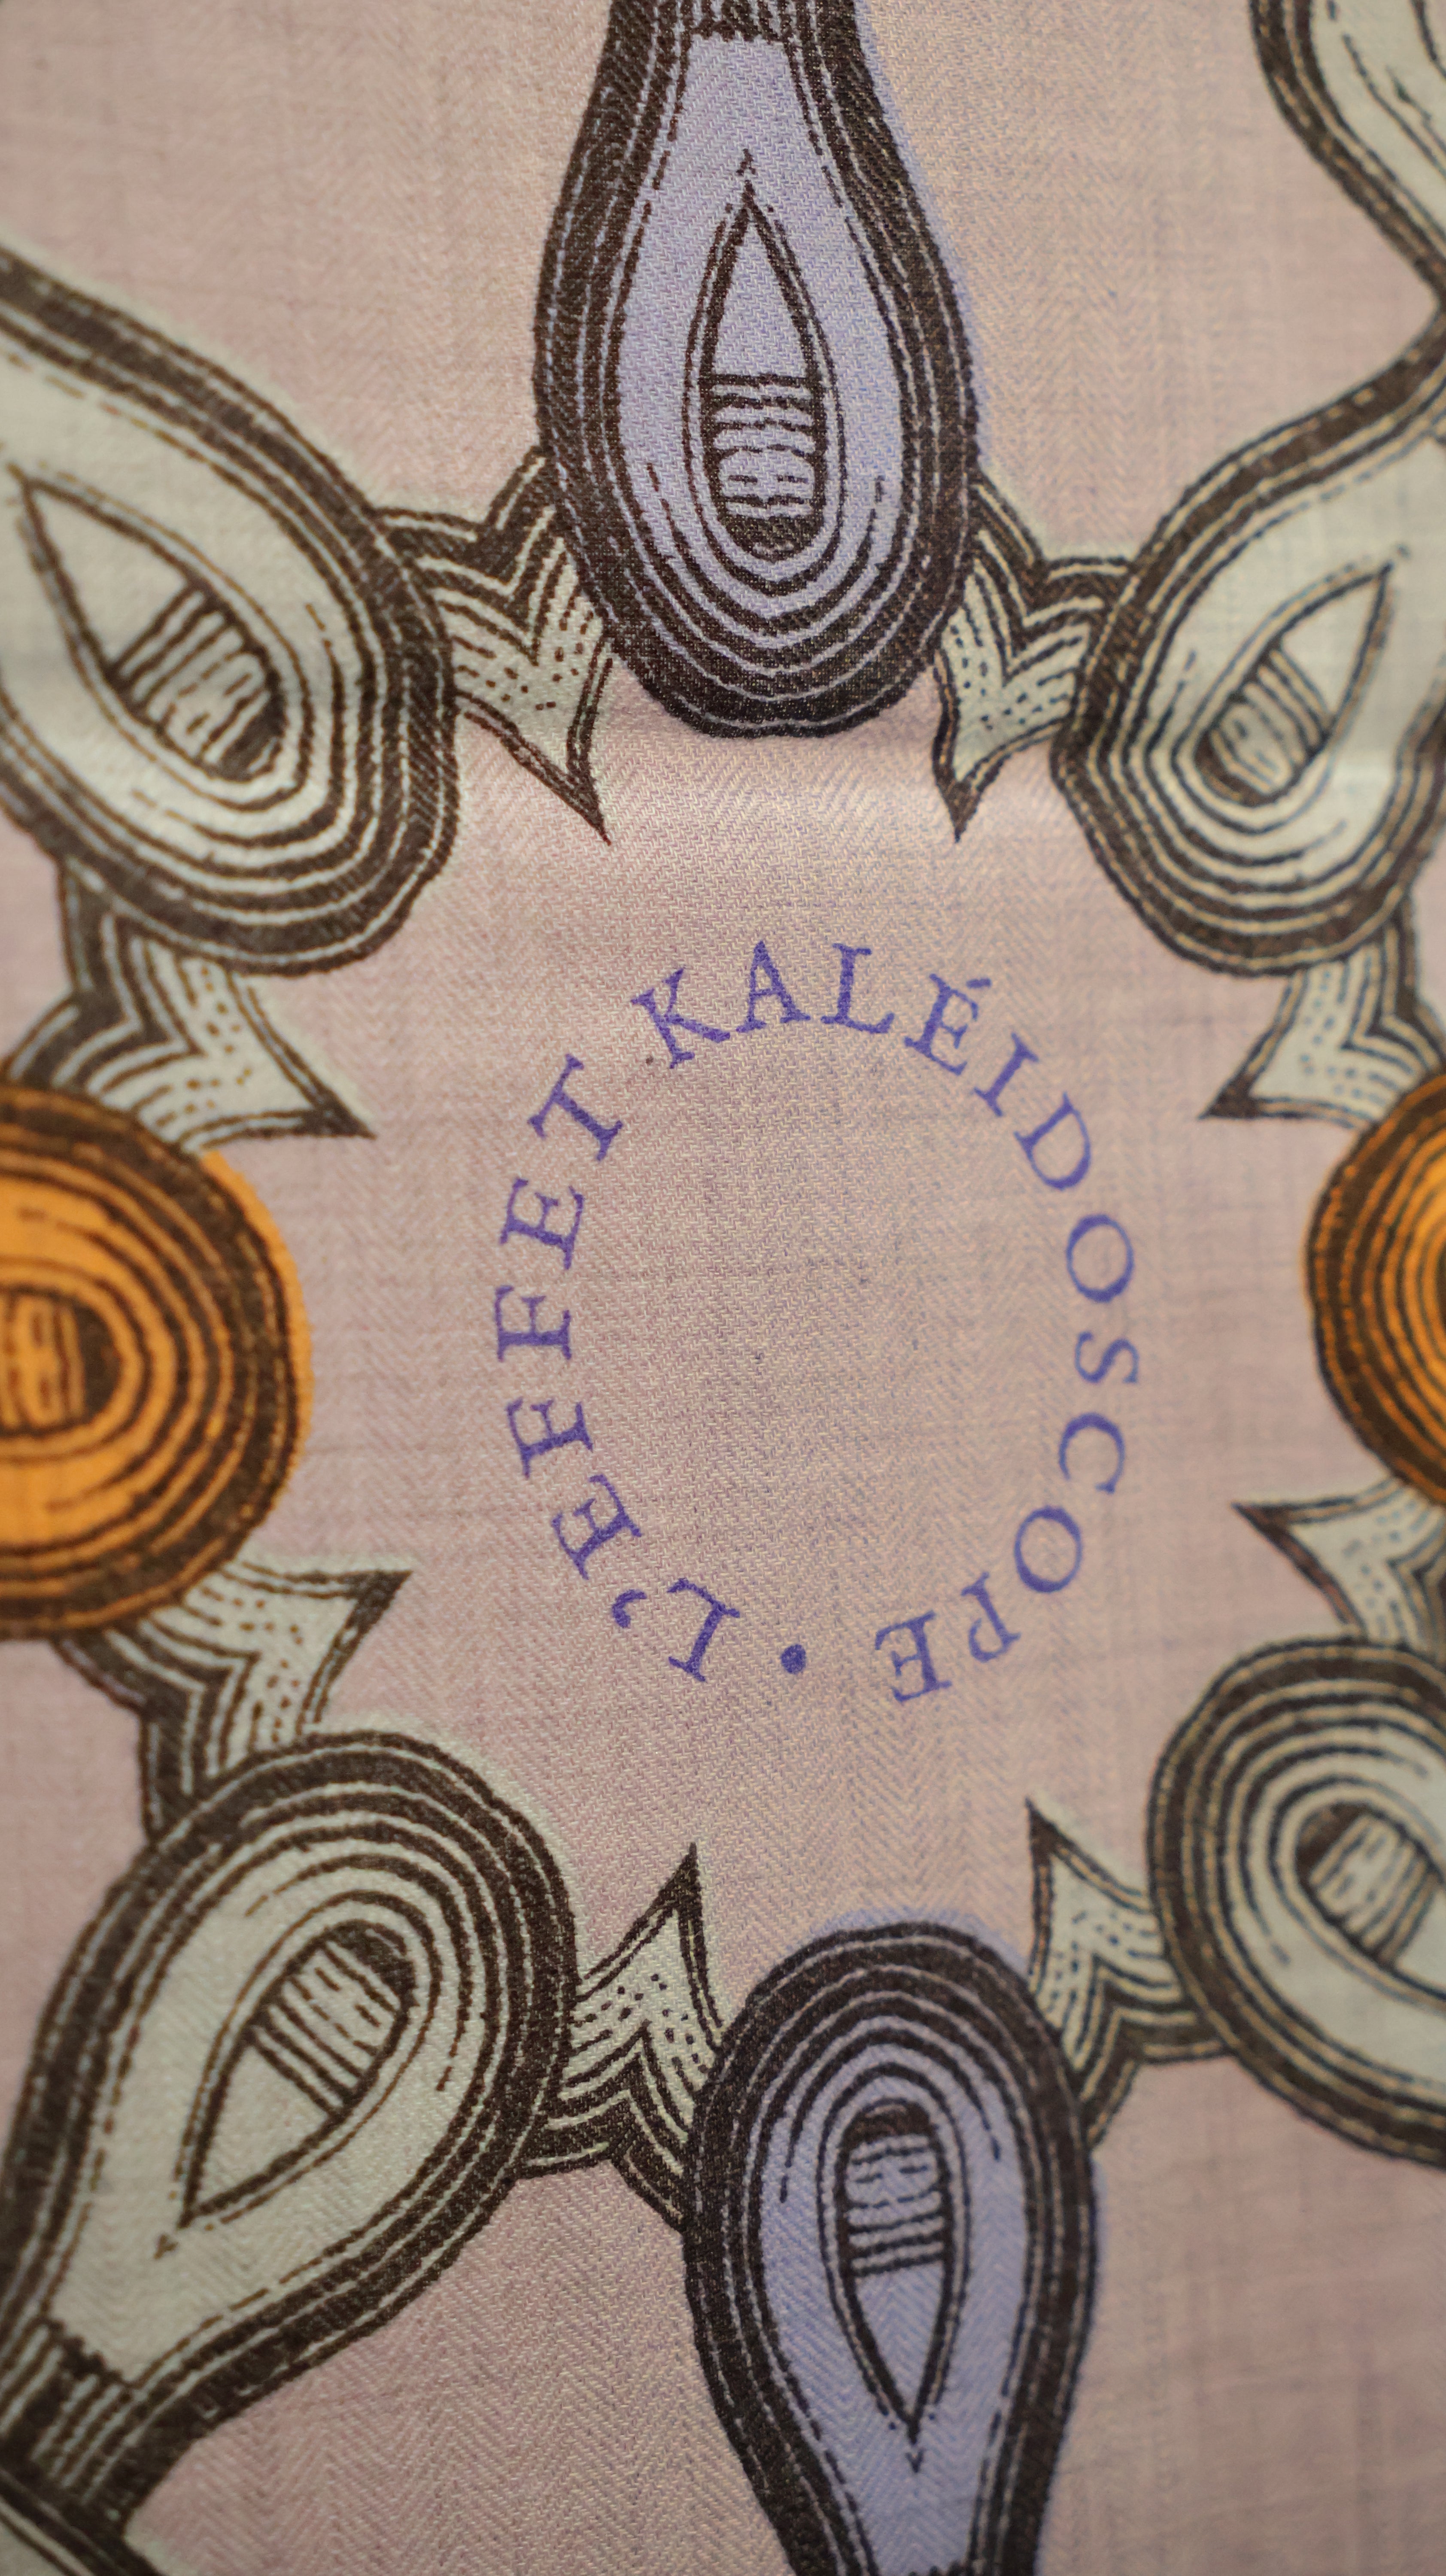 L'EFFET KALÉIDOSCOPE •